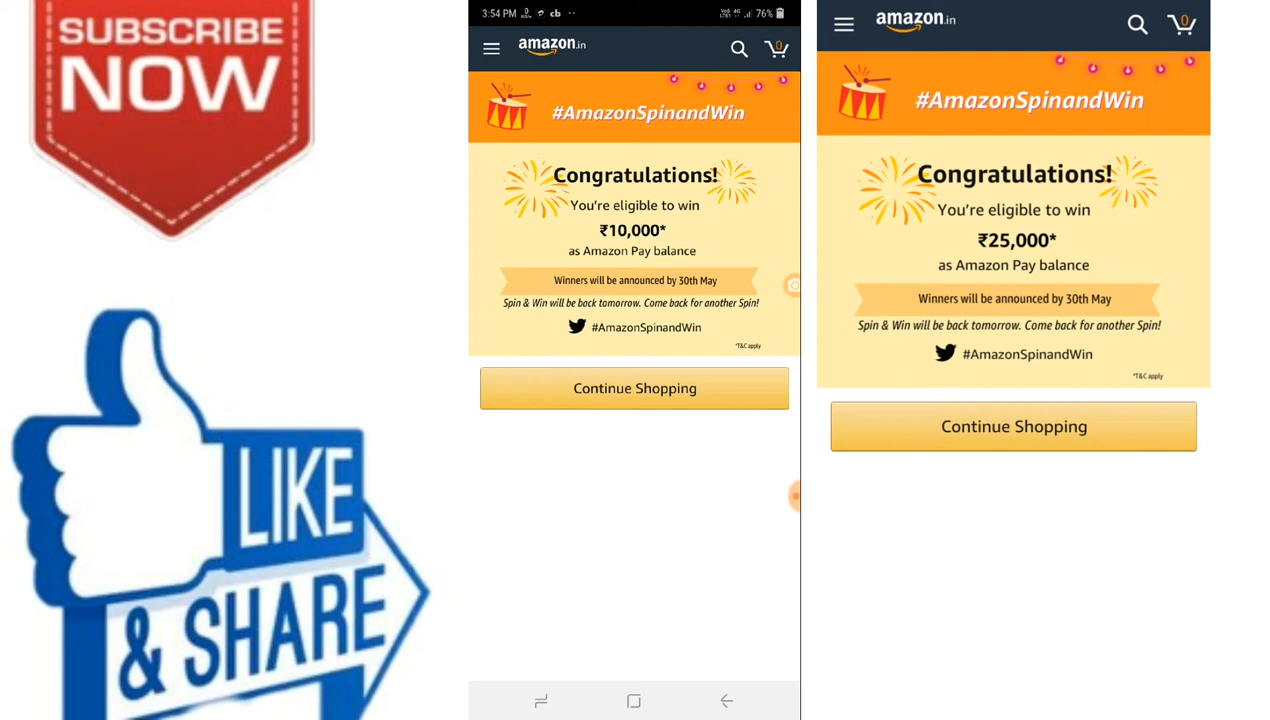 SUBSCRIBE
NOW
LIKE
& SHARE
3:54 PM
cb
76%
amazon.in
0
#AmazonSpinandWin
Congratulations!
You're eligible to win
₹10,000*
as Amazon Pay balance
Winners will be announced by 30th May
Spin & Win will be back tomorrow. Come back for another Spin!
#AmazonSpinandWin
*T&C apply
Continue Shopping
amazon.in
0
#AmazonSpinandWin
Congratulations!
You're eligible to win
₹25,000*
as Amazon Pay balance
Winners will be announced by 30th May
Spin & Win will be back tomorrow. Come back for another Spin!
#AmazonSpinandWin
*T&C apply
Continue Shopping